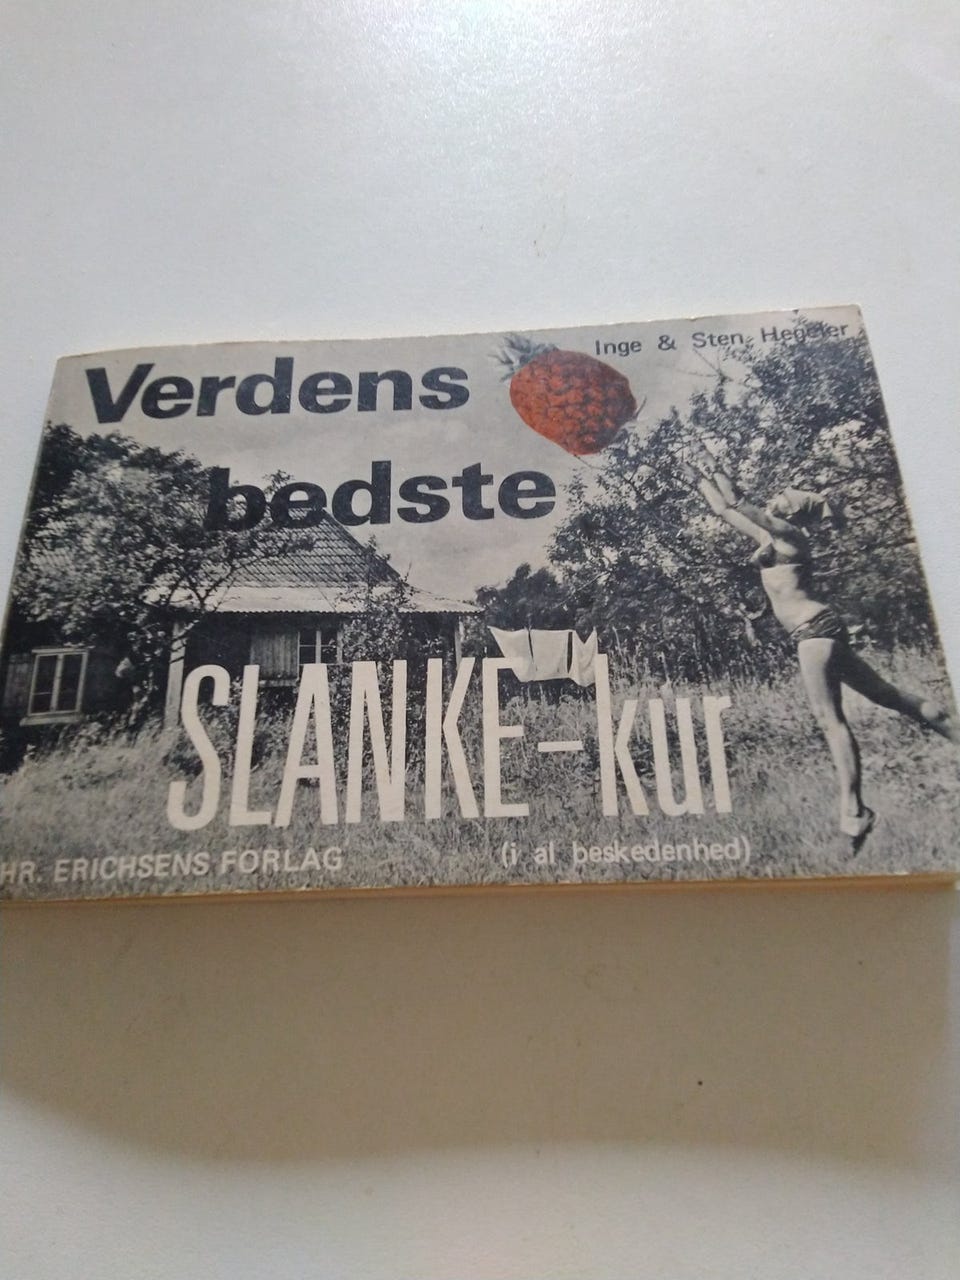 Inge & Sten Hegeler
Verdens
bedste
SLANKE-kur
(i al beskedenhed)
HR. ERICHSENS FORLAG